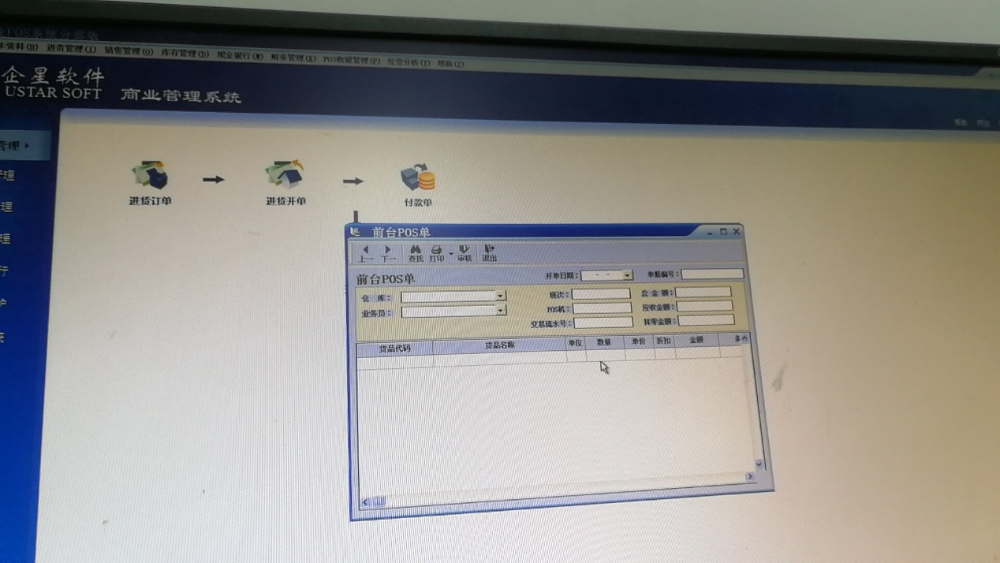 业POS系统分部版
本资料(D) 进货管理(I) 销售管理(O) 库存管理(D) 现金银行(W) 财务管理(X) POS收银管理(P) 经营分析(T) 帮助(Z)
企星软件
USTAR SOFT 商业管理系统
管理
管理
理
理
行
护
进货订单 进货开单 付款单
前台POS单
上一 下一 查找 打印 审核 退出
前台POS单 开单日期: - - 单据编号:
仓 库: 班次: 总 金 额:
业务员: POS机: 应收金额:
交易流水号: 抹零金额:
货品代码 货品名称 单位 数量 单价 折扣 金额